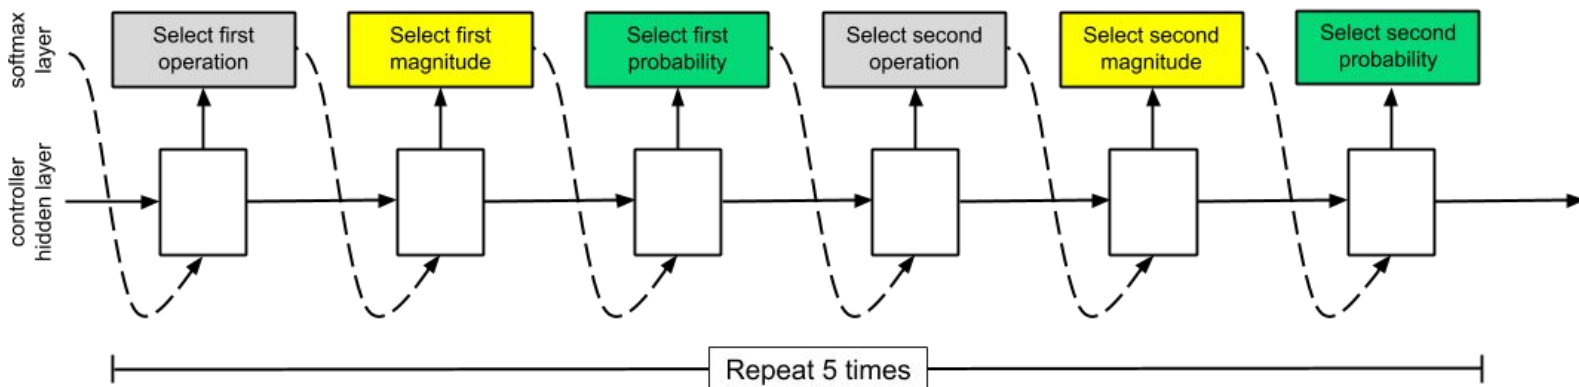 softmax
layer
Select first
operation
Select first
magnitude
Select first
probability
Select second
operation
Select second
magnitude
Select second
probability
controller
hidden layer
Repeat 5 times